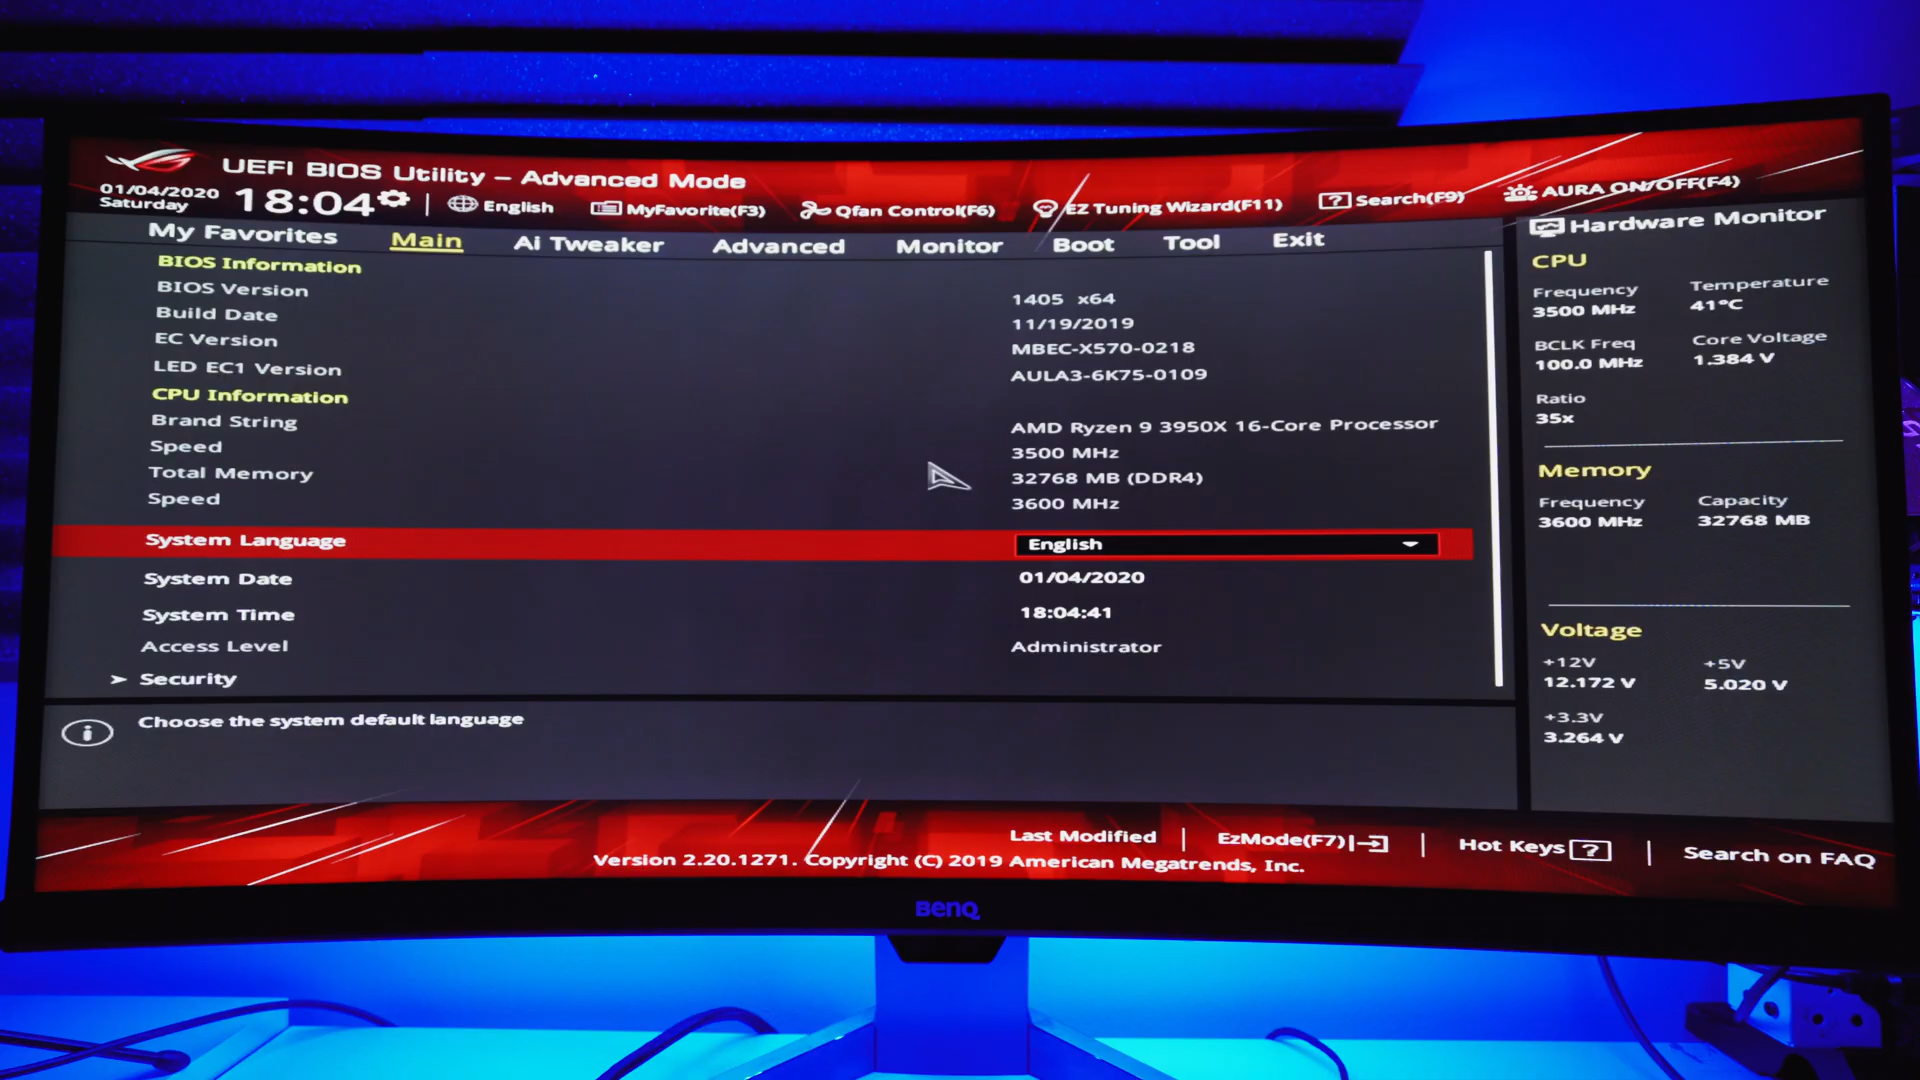 UEFI BIOS Utility – Advanced Mode
01/04/2020
Saturday
18:04
English
MyFavorite(F3)
Qfan Control(F6)
EZ Tuning Wizard(F11)
Search(F9)
AURA ON/OFF(F4)
My Favorites Main Ai Tweaker Advanced Monitor Boot Tool Exit
BIOS Information
BIOS Version 1405 x64
Build Date 11/19/2019
EC Version MBEC-X570-0218
LED EC1 Version AULA3-6K75-0109
CPU Information
Brand String AMD Ryzen 9 3950X 16-Core Processor
Speed 3500 MHz
Total Memory 32768 MB (DDR4)
Speed 3600 MHz
System Language English
System Date 01/04/2020
System Time 18:04:41
Access Level Administrator
> Security
Choose the system default language
Hardware Monitor
CPU
Frequency Temperature
3500 MHz 41°C
BCLK Freq Core Voltage
100.0 MHz 1.384 V
Ratio
35x
Memory
Frequency Capacity
3600 MHz 32768 MB
Voltage
+12V +5V
12.172 V 5.020 V
+3.3V
3.264 V
Last Modified
EzMode(F7)
Hot Keys ?
Search on FAQ
Version 2.20.1271. Copyright (C) 2019 American Megatrends, Inc.
BenQ